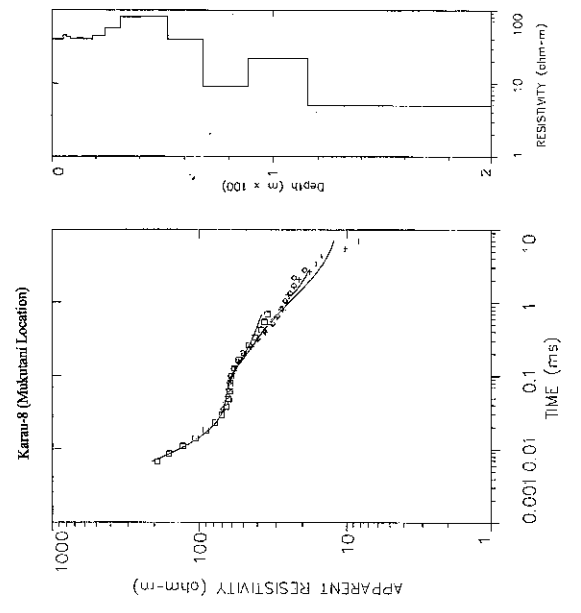 Karau-8 (Mukutani Location)
1000
100
10
1
APPARENT RESISTIVITY (ohm-m)
0.001 0.01 0.1 1 10
TIME (ms)
0
1
2
Depth (m x 100)
1 10 100
RESISTIVITY (ohm-m)